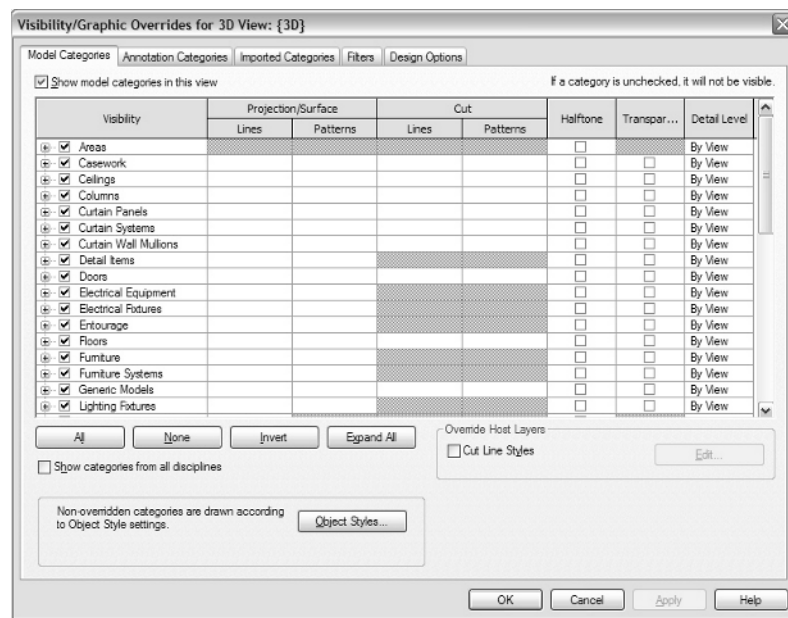 Visibility/Graphic Overrides for 3D View: {3D}
Model Categories Annotation Categories Imported Categories Filters Design Options
Show model categories in this view If a category is unchecked, it will not be visible.
Visibility Projection/Surface Cut Halftone Transpar... Detail Level
Lines Patterns Lines Patterns
Areas By View
Casework By View
Ceilings By View
Columns By View
Curtain Panels By View
Curtain Systems By View
Curtain Wall Mullions By View
Detail Items By View
Doors By View
Electrical Equipment By View
Electrical Fixtures By View
Entourage By View
Floors By View
Furniture By View
Furniture Systems By View
Generic Models By View
Lighting Fixtures By View
All None Invert Expand All
Override Host Layers
Cut Line Styles Edit...
Show categories from all disciplines
Non-overridden categories are drawn according
to Object Style settings.
Object Styles...
OK Cancel Apply Help